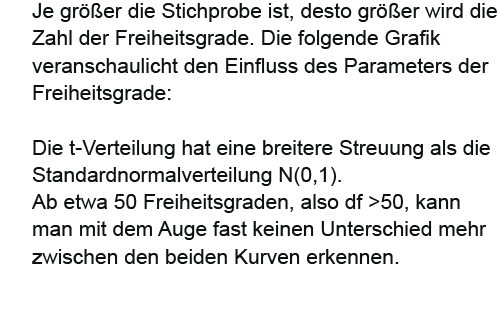 Je größer die Stichprobe ist, desto größer wird die
Zahl der Freiheitsgrade. Die folgende Grafik
veranschaulicht den Einfluss des Parameters der
Freiheitsgrade:
Die t-Verteilung hat eine breitere Streuung als die
Standardnormalverteilung N(0,1).
Ab etwa 50 Freiheitsgraden, also df >50, kann
man mit dem Auge fast keinen Unterschied mehr
zwischen den beiden Kurven erkennen.